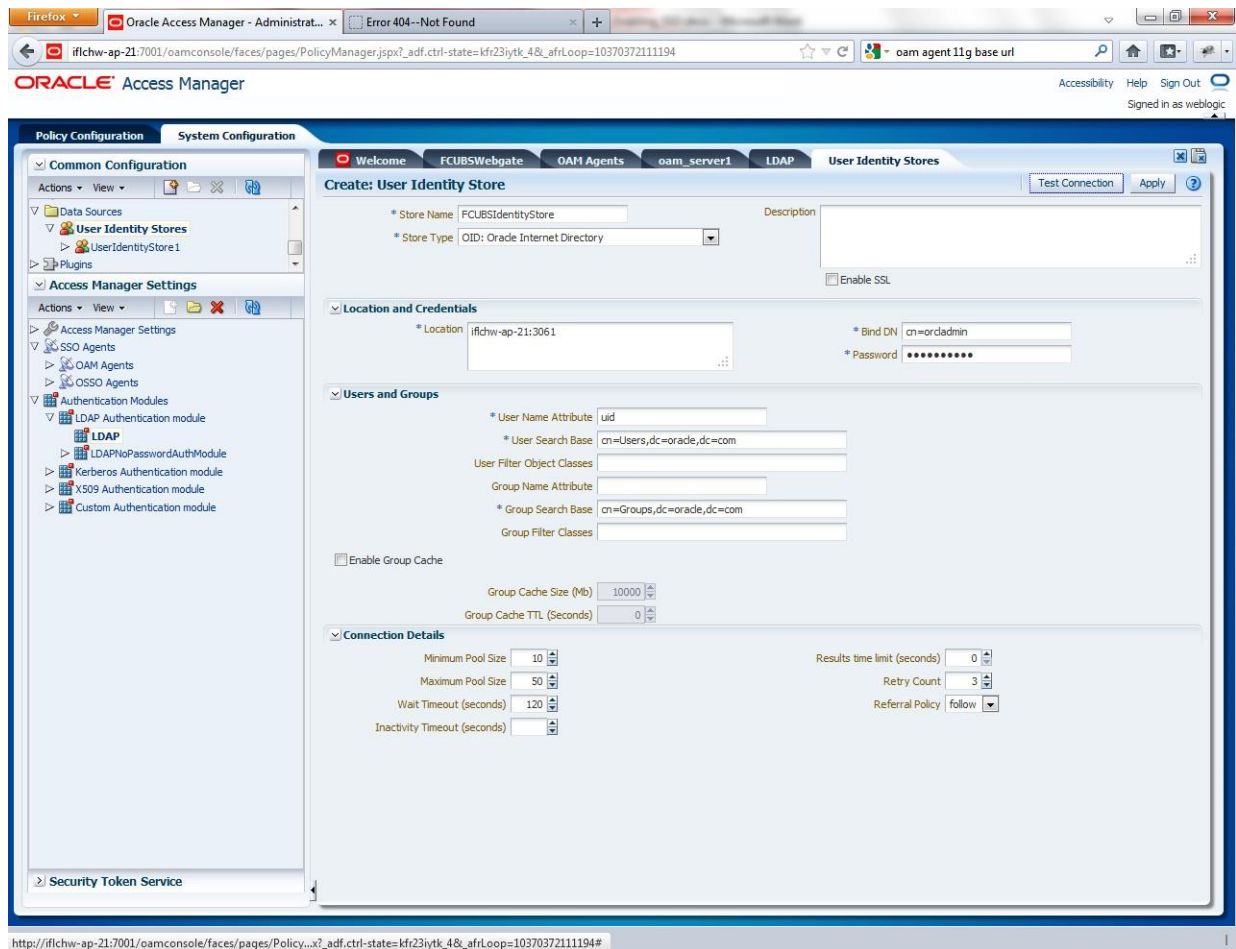 Firefox
Oracle Access Manager - Administrat... ×
Error 404--Not Found ×
+
iflchw-ap-21:7001/oamconsole/faces/pages/PolicyManager.jspx?_adf.ctrl-state=kfr23iytk_4&_afrLoop=10370372111194
oam agent 11g base url
ORACLE Access Manager
Accessibility Help Sign Out
Signed in as weblogic
Policy Configuration System Configuration
Common Configuration
Actions View
Data Sources
User Identity Stores
UserIdentityStore1
Plugins
Access Manager Settings
Actions View
Access Manager Settings
SSO Agents
OAM Agents
OSSO Agents
Authentication Modules
LDAP Authentication module
LDAP
LDAPNoPasswordAuthModule
Kerberos Authentication module
X509 Authentication module
Custom Authentication module
Security Token Service
Welcome FCUBSWebgate OAM Agents oam_server1 LDAP User Identity Stores
Create: User Identity Store Test Connection Apply ?
* Store Name FCUBSIdentityStore Description
* Store Type OID: Oracle Internet Directory
Enable SSL
Location and Credentials
* Location iflchw-ap-21:3061 * Bind DN cn=orcladmin
* Password ••••••••••
Users and Groups
* User Name Attribute uid
* User Search Base cn=Users,dc=oracle,dc=com
User Filter Object Classes
Group Name Attribute
* Group Search Base cn=Groups,dc=oracle,dc=com
Group Filter Classes
Enable Group Cache
Group Cache Size (Mb) 10000
Group Cache TTL (Seconds) 0
Connection Details
Minimum Pool Size 10 Results time limit (seconds) 0
Maximum Pool Size 50 Retry Count 3
Wait Timeout (seconds) 120 Referral Policy follow
Inactivity Timeout (seconds)
http://iflchw-ap-21:7001/oamconsole/faces/pages/Policy...x?_adf.ctrl-state=kfr23iytk_4&_afrLoop=10370372111194#